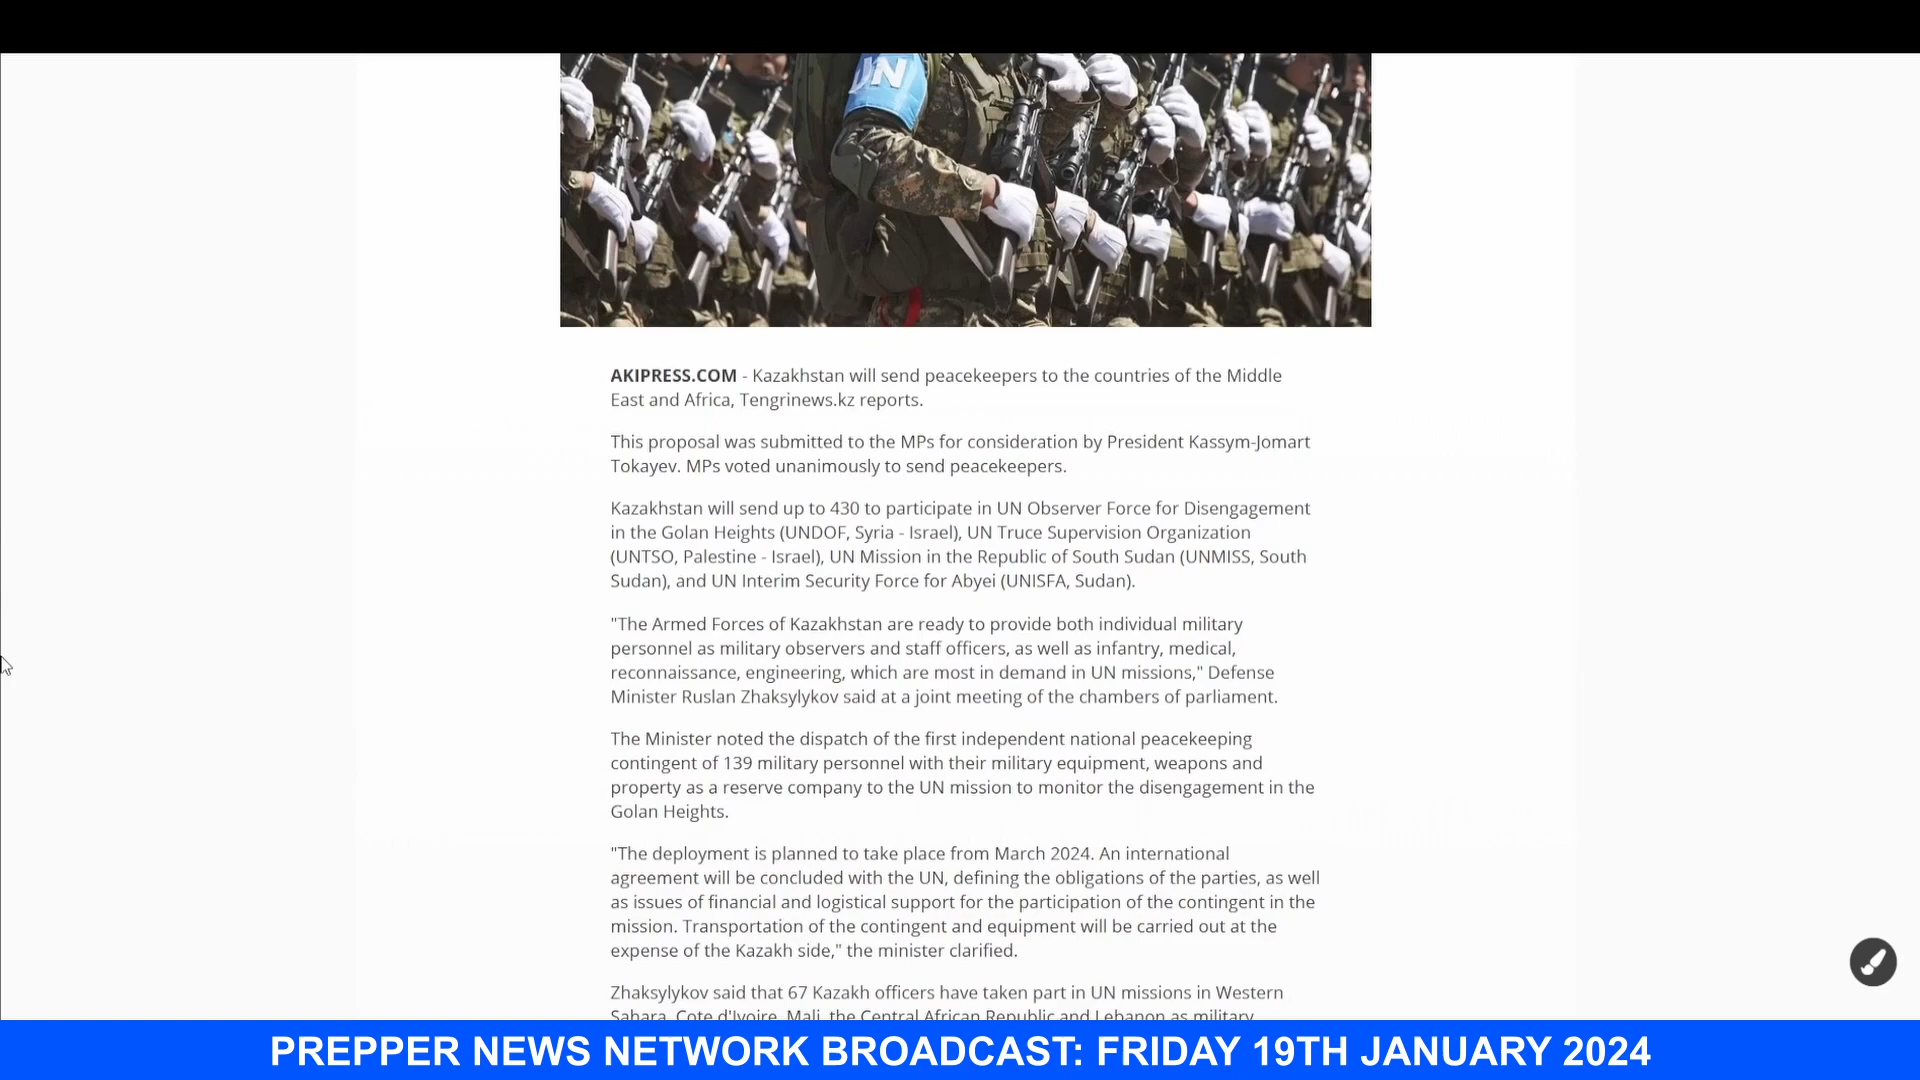 UN
AKIPRESS.COM - Kazakhstan will send peacekeepers to the countries of the Middle
East and Africa, Tengrinews.kz reports.
This proposal was submitted to the MPs for consideration by President Kassym-Jomart
Tokayev. MPs voted unanimously to send peacekeepers.
Kazakhstan will send up to 430 to participate in UN Observer Force for Disengagement
in the Golan Heights (UNDOF, Syria - Israel), UN Truce Supervision Organization
(UNTSO, Palestine - Israel), UN Mission in the Republic of South Sudan (UNMISS, South
Sudan), and UN Interim Security Force for Abyei (UNISFA, Sudan).
"The Armed Forces of Kazakhstan are ready to provide both individual military
personnel as military observers and staff officers, as well as infantry, medical,
reconnaissance, engineering, which are most in demand in UN missions," Defense
Minister Ruslan Zhaksylykov said at a joint meeting of the chambers of parliament.
The Minister noted the dispatch of the first independent national peacekeeping
contingent of 139 military personnel with their military equipment, weapons and
property as a reserve company to the UN mission to monitor the disengagement in the
Golan Heights.
"The deployment is planned to take place from March 2024. An international
agreement will be concluded with the UN, defining the obligations of the parties, as well
as issues of financial and logistical support for the participation of the contingent in the
mission. Transportation of the contingent and equipment will be carried out at the
expense of the Kazakh side," the minister clarified.
Zhaksylykov said that 67 Kazakh officers have taken part in UN missions in Western
Sahara, Cote d'Ivoire, Mali, the Central African Republic and Lebanon as military
PREPPER NEWS NETWORK BROADCAST: FRIDAY 19TH JANUARY 2024